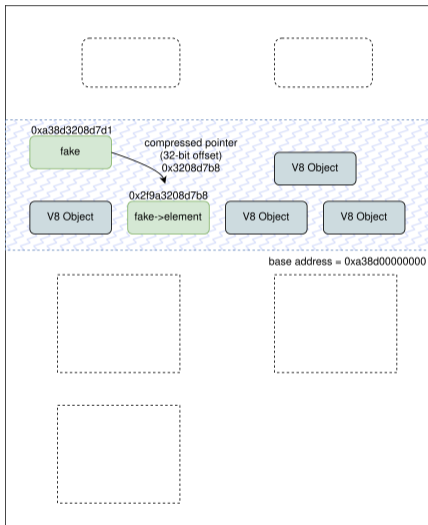 0xa38d3208d7d1
fake
compressed pointer
(32-bit offset)
0x3208d7b8
V8 Object
0x2f9a3208d7b8
V8 Object
fake->element
V8 Object
V8 Object
base address = 0xa38d00000000